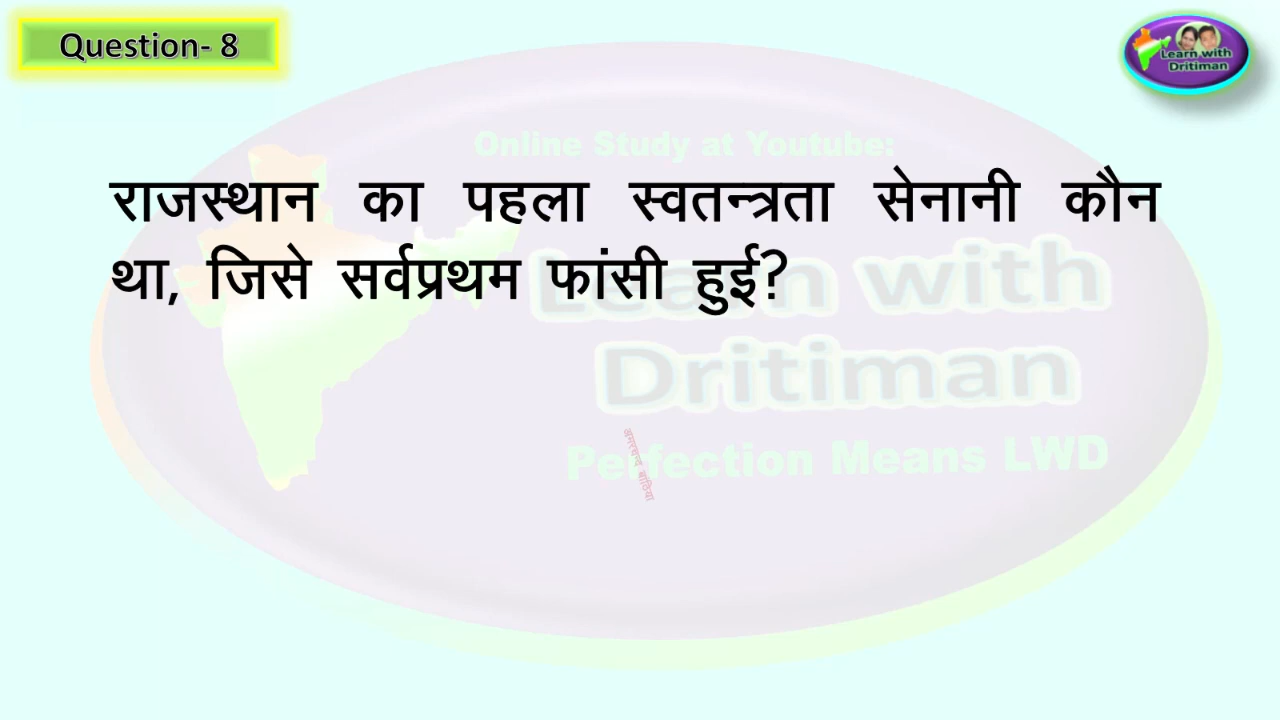 Question- 8
Learn with
Dritiman
Online Study at Youtube:
राजस्थान का पहला स्वतन्त्रता सेनानी कौन
था, जिसे सर्वप्रथम फांसी हुई?
Learn with
Dritiman
Perfection Means LWD
अमरचन्द बांठिया